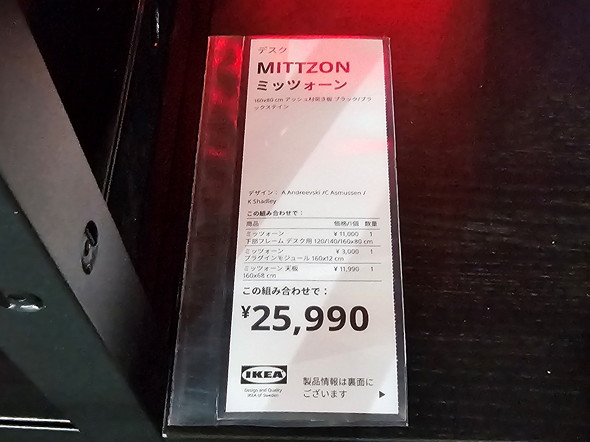 デスク
MITTZON
ミッツォーン
160x80 cm アッシュ材突き板 ブラック/ブラ
ックステイン
デザイン： A Andreevski /C Asmussen /
K Shadley
この組み合わせで：
商品 価格/1個 数量
ミッツォーン ¥ 11,000 1
下部フレーム デスク用 120/140/160x80 cm
ミッツォーン ¥ 3,000 1
プラグインモジュール 160x12 cm
ミッツォーン 天板 ¥ 11,990 1
160x68 cm
この組み合わせで：
¥25,990
IKEA
Design and Quality
IKEA of Sweden
製品情報は裏面に
ございます